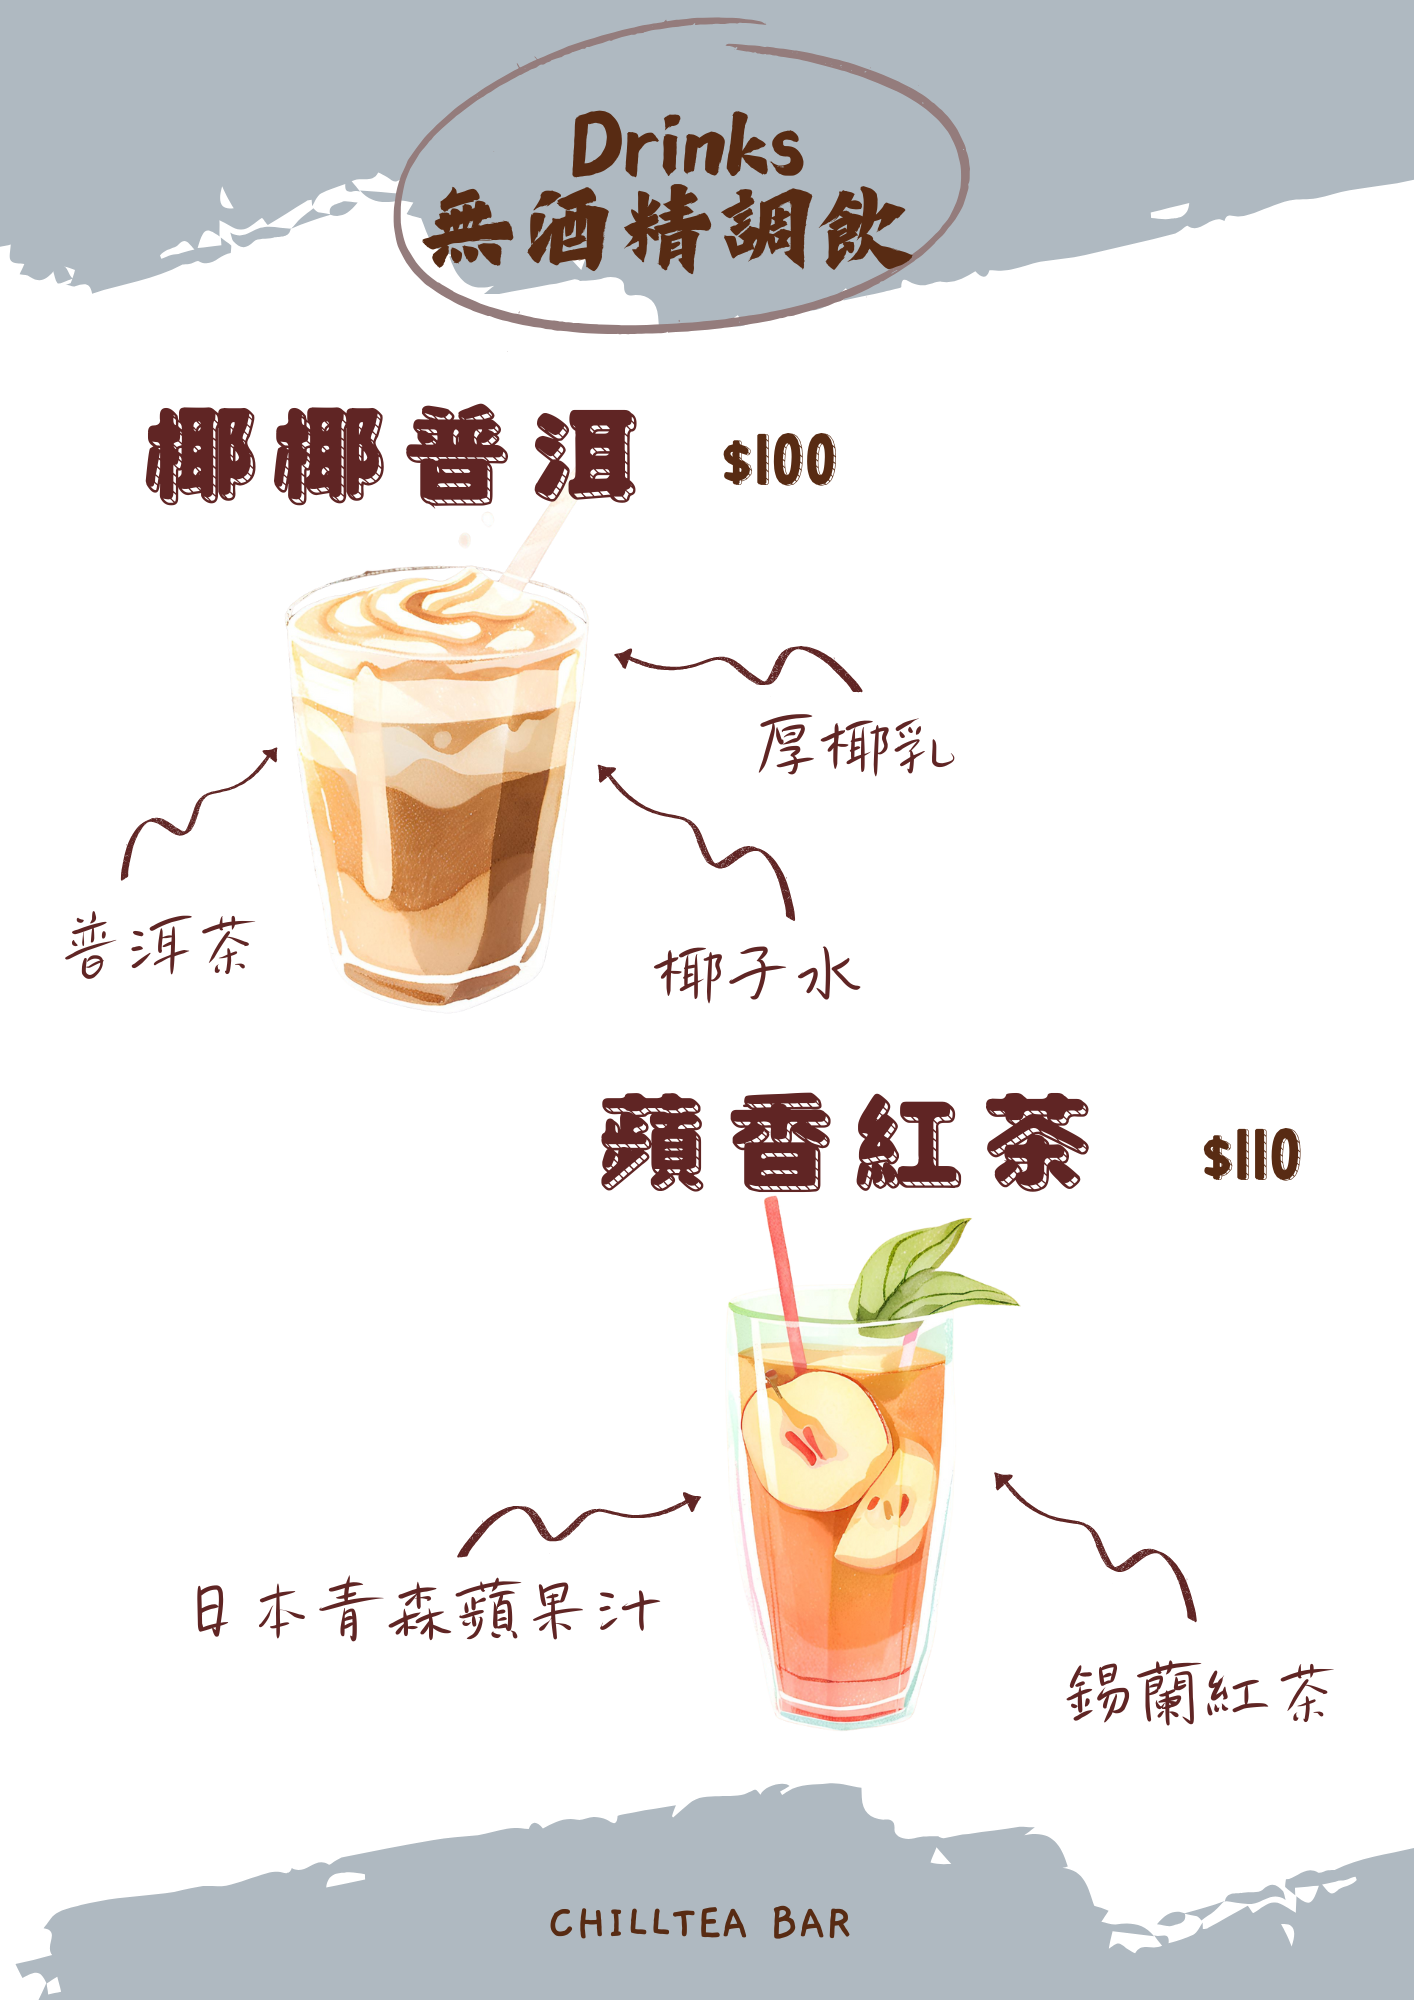 Drinks
無酒精調飲
椰椰普洱
$100
厚椰乳
普洱茶
椰子水
蘋香紅茶
$110
日本青森蘋果汁
錫蘭紅茶
CHILLTEA BAR